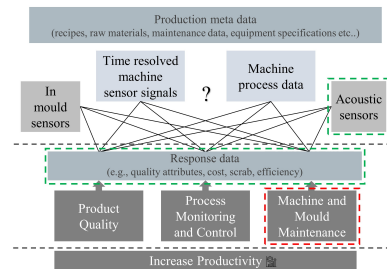 Production meta data
(recipes, raw materials, maintenance data, equipment specifications etc..)
Time resolved
machine
sensor signals
?
Machine
process data
In
mould
sensors
Acoustic
sensors
Response data
(e.g., quality attributes, cost, scrab, efficiency)
Product
Quality
Process
Monitoring
and Control
Machine and
Mould
Maintenance
Increase Productivity